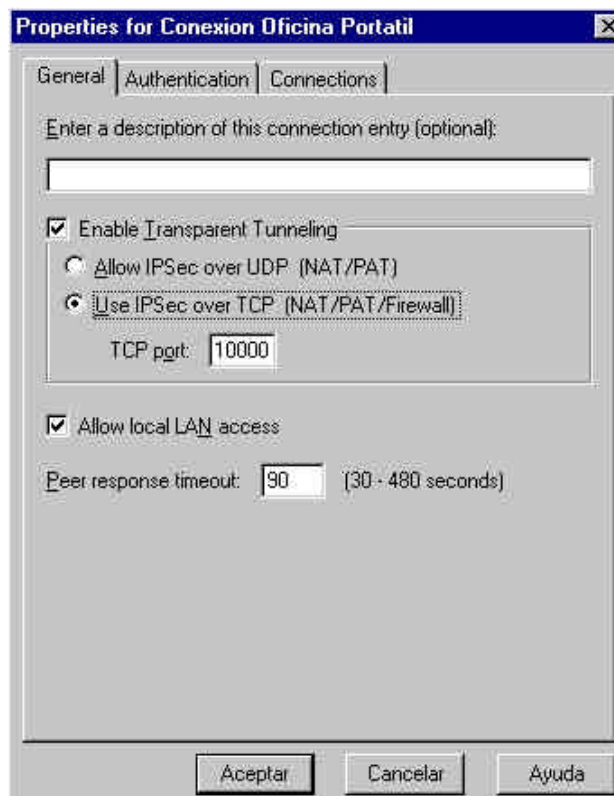 Properties for Conexion Oficina Portatil
General Authentication Connections
Enter a description of this connection entry (optional):
Enable Transparent Tunneling
Allow IPSec over UDP (NAT/PAT)
Use IPSec over TCP (NAT/PAT/Firewall)
TCP port: 10000
Allow local LAN access
Peer response timeout: 90 (30 - 480 seconds)
Aceptar Cancelar Ayuda